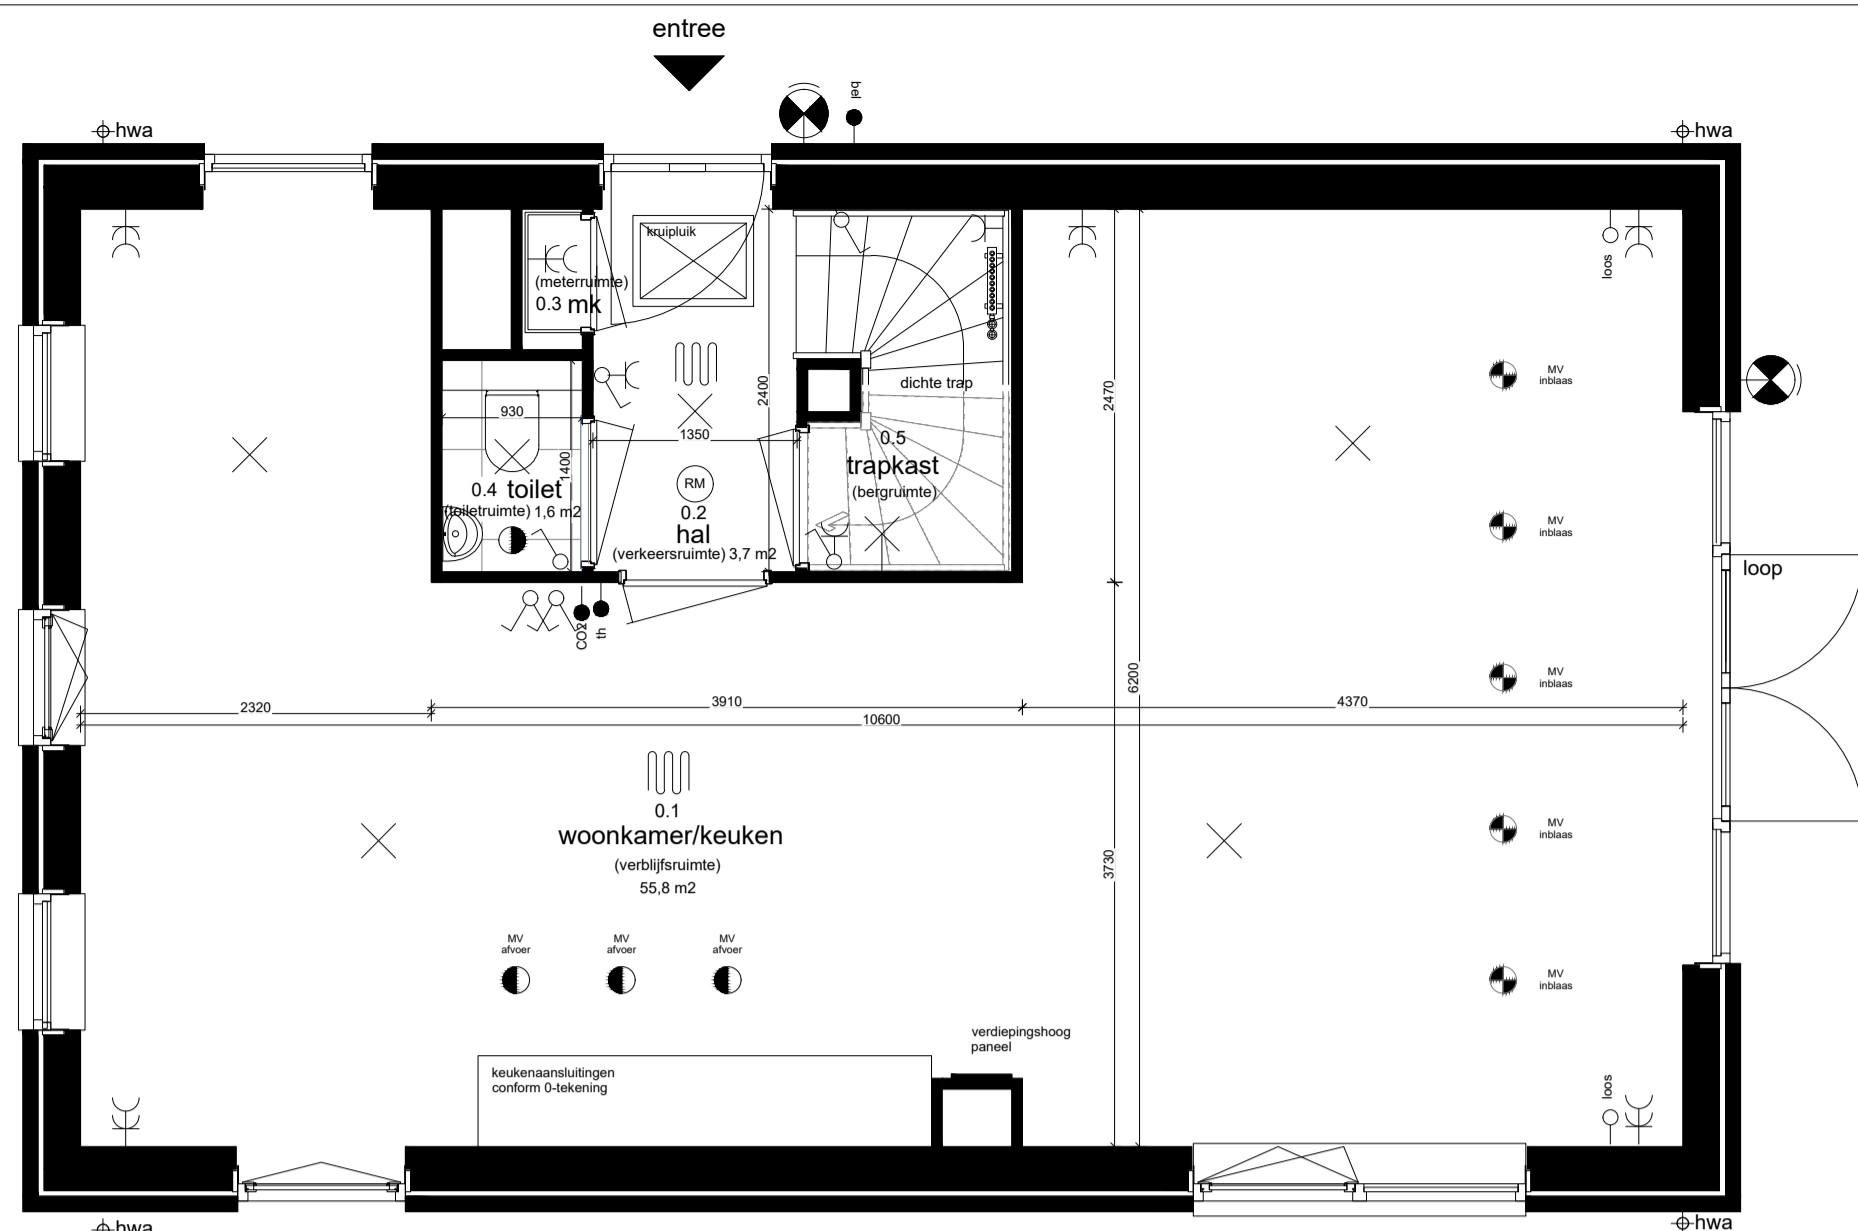 entree
bel
hwa
hwa
kruipluik
(meterruimte)
0.3 mk
loos
2400
2470
dichte trap
MV
inblaas
930
1350
1400
0.5
trapkast
(bergruimte)
0.4 toilet
(toiletruimte) 1,6 m2
RM
0.2
hal
(verkeersruimte) 3,7 m2
MV
inblaas
loop
CO2
th
6200
MV
inblaas
2320
3910
4370
10600
0.1
woonkamer/keuken
(verblijfsruimte)
55,8 m2
3730
MV
inblaas
MV
afvoer
MV
afvoer
MV
afvoer
MV
inblaas
verdiepingshoog
paneel
keukenaansluitingen
conform 0-tekening
loos
hwa
hwa